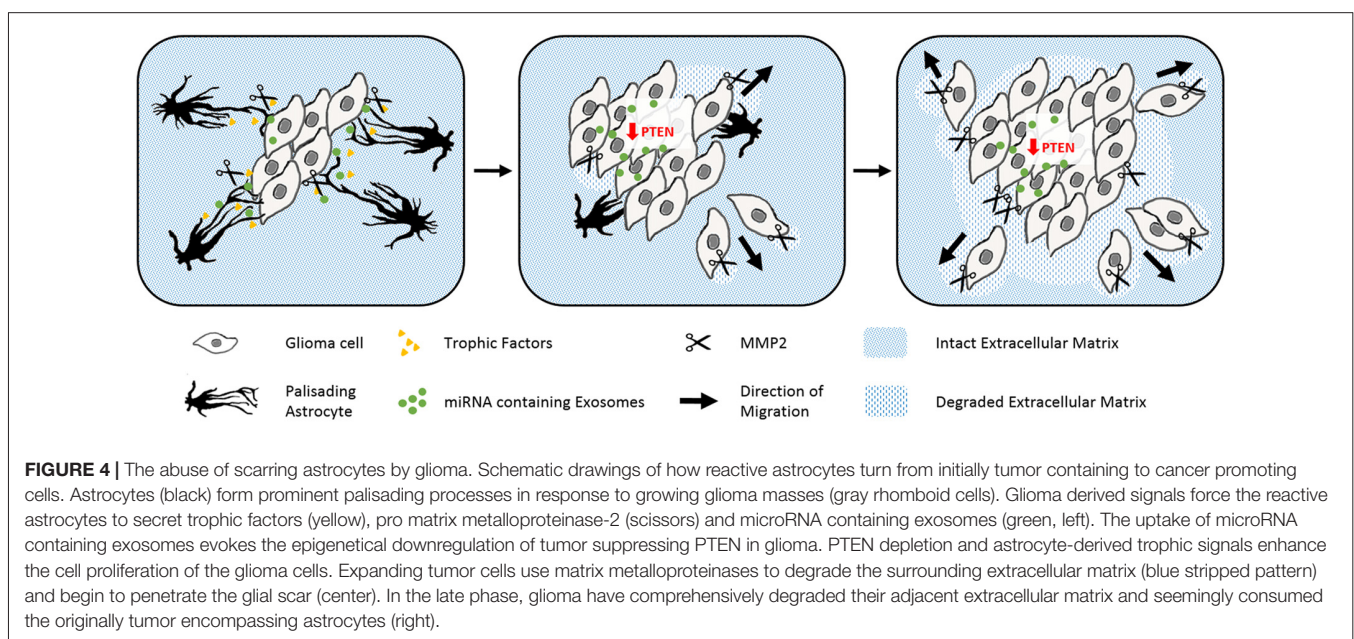 PTEN
PTEN
Glioma cell
Trophic Factors
MMP2
Intact Extracellular Matrix
Palisading
Astrocyte
miRNA containing Exosomes
Direction of
Migration
Degraded Extracellular Matrix
FIGURE 4 | The abuse of scarring astrocytes by glioma. Schematic drawings of how reactive astrocytes turn from initially tumor containing to cancer promoting
cells. Astrocytes (black) form prominent palisading processes in response to growing glioma masses (gray rhomboid cells). Glioma derived signals force the reactive
astrocytes to secret trophic factors (yellow), pro matrix metalloproteinase-2 (scissors) and microRNA containing exosomes (green, left). The uptake of microRNA
containing exosomes evokes the epigenetical downregulation of tumor suppressing PTEN in glioma. PTEN depletion and astrocyte-derived trophic signals enhance
the cell proliferation of the glioma cells. Expanding tumor cells use matrix metalloproteinases to degrade the surrounding extracellular matrix (blue stripped pattern)
and begin to penetrate the glial scar (center). In the late phase, glioma have comprehensively degraded their adjacent extracellular matrix and seemingly consumed
the originally tumor encompassing astrocytes (right).